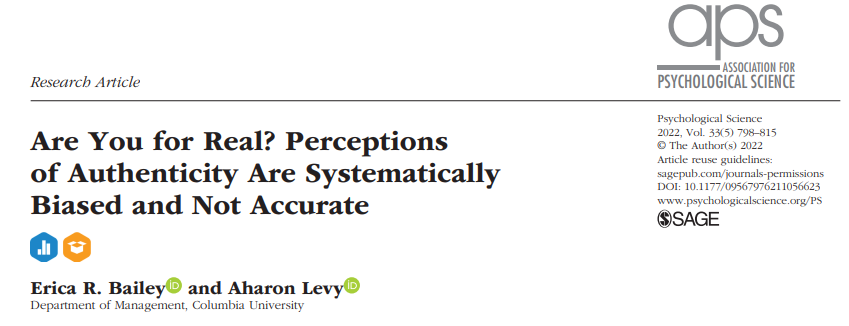 aps
ASSOCIATION FOR
PSYCHOLOGICAL SCIENCE
Research Article
Are You for Real? Perceptions
of Authenticity Are Systematically
Biased and Not Accurate
Erica R. Bailey iD and Aharon Levy iD
Department of Management, Columbia University
Psychological Science
2022, Vol. 33(5) 798–815
© The Author(s) 2022
Article reuse guidelines:
sagepub.com/journals-permissions
DOI: 10.1177/09567976211056623
www.psychologicalscience.org/PS
SAGE